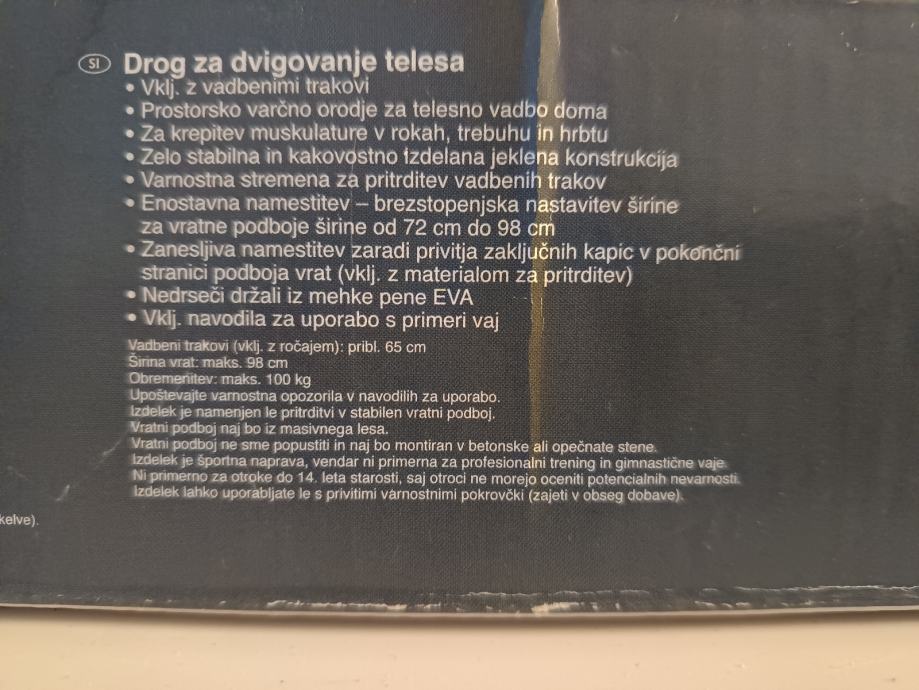 SI Drog za dvigovanje telesa
• Vklj. z vadbenimi trakovi
• Prostorsko varčno orodje za telesno vadbo doma
• Za krepitev muskulature v rokah, trebuhu in hrbtu
• Zelo stabilna in kakovostno izdelana jeklena konstrukcija
• Varnostna stremena za pritrditev vadbenih trakov
• Enostavna namestitev – brezstopenjska nastavitev širine
za vratne podboje širine od 72 cm do 98 cm
• Zanesljiva namestitev zaradi privitja zaključnih kapic v pokončni
stranici podboja vrat (vklj. z materialom za pritrditev)
• Nedrseči držali iz mehke pene EVA
• Vklj. navodila za uporabo s primeri vaj
Vadbeni trakovi (vklj. z ročajem): pribl. 65 cm
Širina vrat: maks. 98 cm
Obremenitev: maks. 100 kg
Upoštevajte varnostna opozorila v navodilih za uporabo.
Izdelek je namenjen le pritrditvi v stabilen vratni podboj.
Vratni podboj naj bo iz masivnega lesa.
Vratni podboj ne sme popustiti in naj bo montiran v betonske ali opečnate stene.
Izdelek je športna naprava, vendar ni primerna za profesionalni trening in gimnastične vaje.
Ni primerno za otroke do 14. leta starosti, saj otroci ne morejo oceniti potencialnih nevarnosti.
Izdelek lahko uporabljate le s privitimi varnostnimi pokrovčki (zajeti v obseg dobave).
kelve).